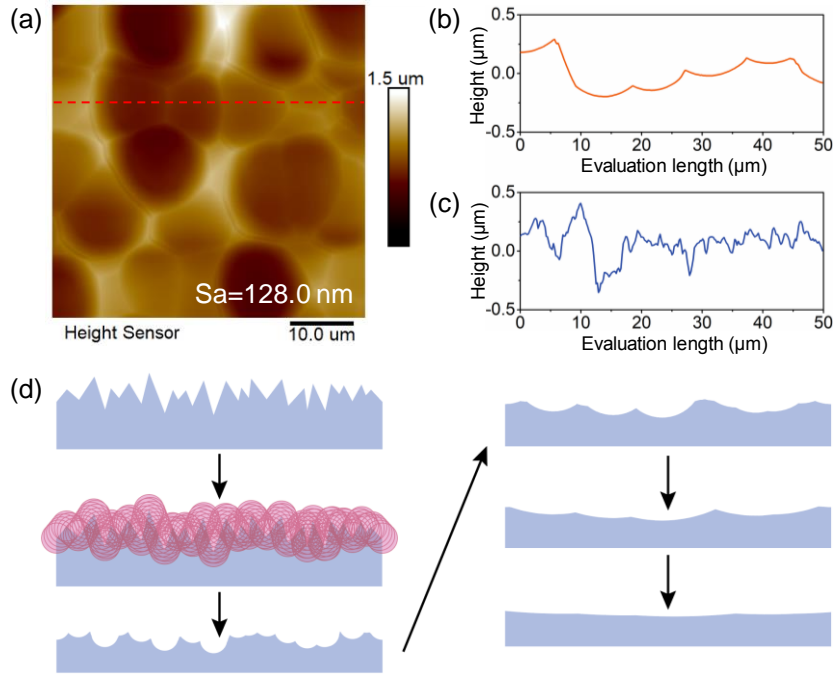 (a)
1.5 um
Sa=128.0 nm
Height Sensor
10.0 um
(b)
Height (μm)
0.5
0.0
-0.5
0 10 20 30 40 50
Evaluation length (μm)
(c)
Height (μm)
0.5
0.0
-0.5
0 10 20 30 40 50
Evaluation length (μm)
(d)